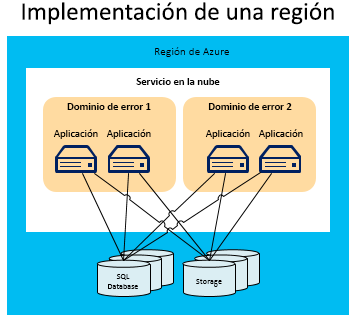 Implementación de una región
Región de Azure
Servicio en la nube
Dominio de error 1
Dominio de error 2
Aplicación
Aplicación
Aplicación
Aplicación
SQL
Database
Storage